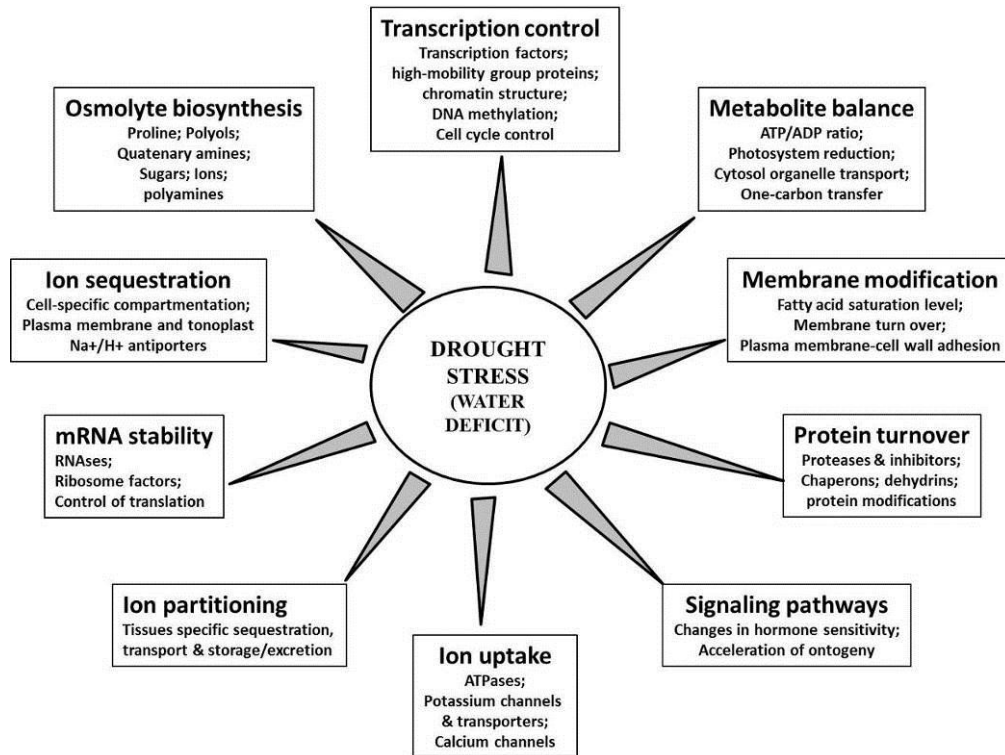 Transcription control
Transcription factors;
high-mobility group proteins;
chromatin structure;
DNA methylation;
Cell cycle control
Osmolyte biosynthesis
Proline; Polyols;
Quatenary amines;
Sugars; Ions;
polyamines
Metabolite balance
ATP/ADP ratio;
Photosystem reduction;
Cytosol organelle transport;
One-carbon transfer
Ion sequestration
Cell-specific compartmentation;
Plasma membrane and tonoplast
Na+/H+ antiporters
Membrane modification
Fatty acid saturation level;
Membrane turn over;
Plasma membrane-cell wall adhesion
DROUGHT
STRESS
(WATER
DEFICIT)
mRNA stability
RNAses;
Ribosome factors;
Control of translation
Protein turnover
Proteases & inhibitors;
Chaperons; dehydrins;
protein modifications
Ion partitioning
Tissues specific sequestration,
transport & storage/excretion
Ion uptake
ATPases;
Potassium channels
& transporters;
Calcium channels
Signaling pathways
Changes in hormone sensitivity;
Acceleration of ontogeny